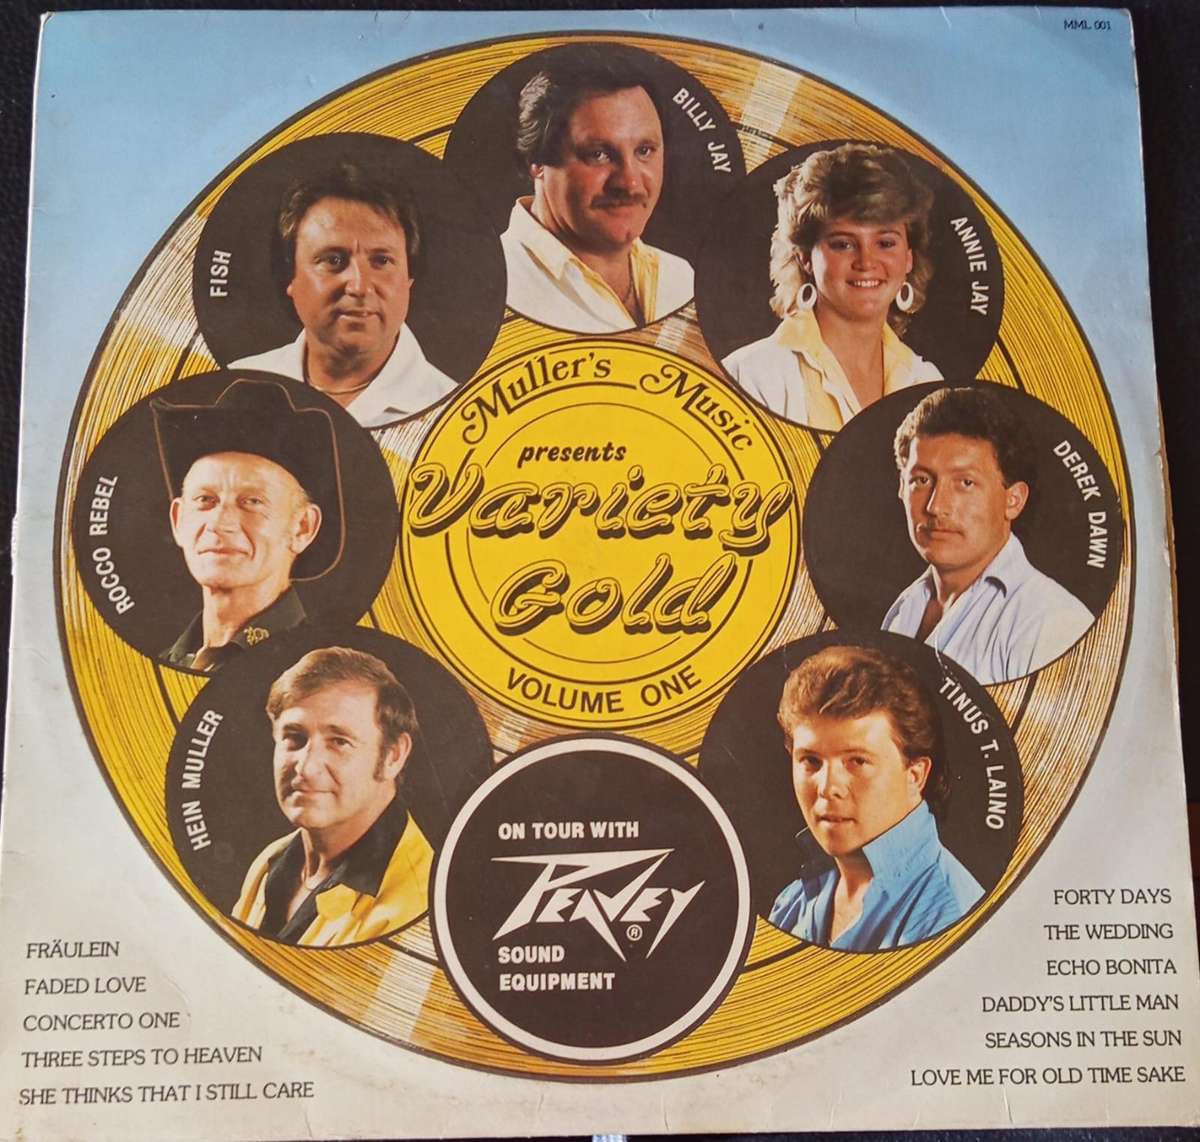 MML 001
BILLY JAY
FISH
ANNIE JAY
Muller's Music
presents
Variety
Gold
VOLUME ONE
ROCCO REBEL
DEREK DAWN
HEIN MULLER
TINUS T. LAINO
ON TOUR WITH
PEAVEY®
SOUND
EQUIPMENT
FRÄULEIN
FADED LOVE
CONCERTO ONE
THREE STEPS TO HEAVEN
SHE THINKS THAT I STILL CARE
FORTY DAYS
THE WEDDING
ECHO BONITA
DADDY'S LITTLE MAN
SEASONS IN THE SUN
LOVE ME FOR OLD TIME SAKE